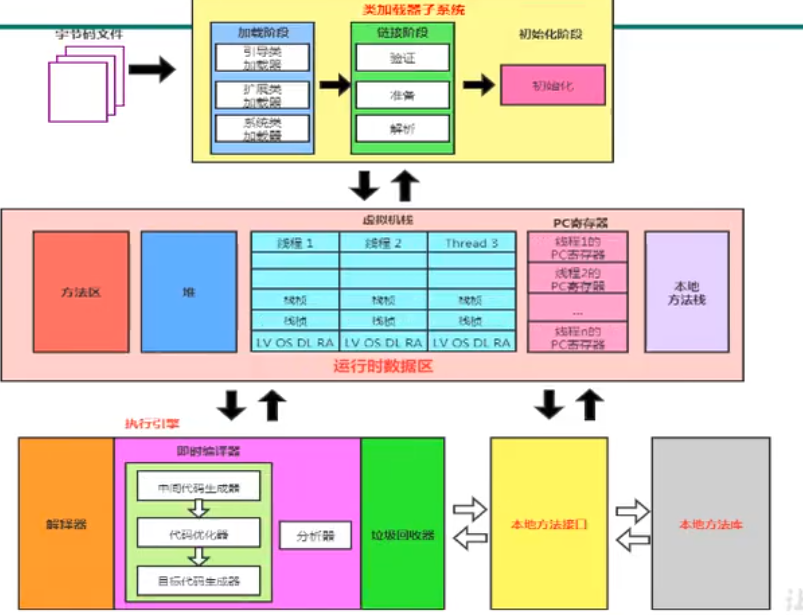 类加载器子系统
字节码文件
加载阶段
引导类
加载器
扩展类
加载器
系统类
加载器
链接阶段
验证
准备
解析
初始化阶段
初始化
虚拟机栈
PC寄存器
方法区
堆
线程 1
线程 2
Thread 3
栈桢
栈桢
栈桢
栈桢
栈桢
栈桢
LV OS DL RA
LV OS DL RA
LV OS DL RA
线程1的
PC寄存器
线程2的
PC寄存器
...
线程n的
PC寄存器
本地
方法栈
运行时数据区
执行引擎
解释器
即时编译器
中间代码生成器
代码优化器
目标代码生成器
分析器
垃圾回收器
本地方法接口
本地方法库